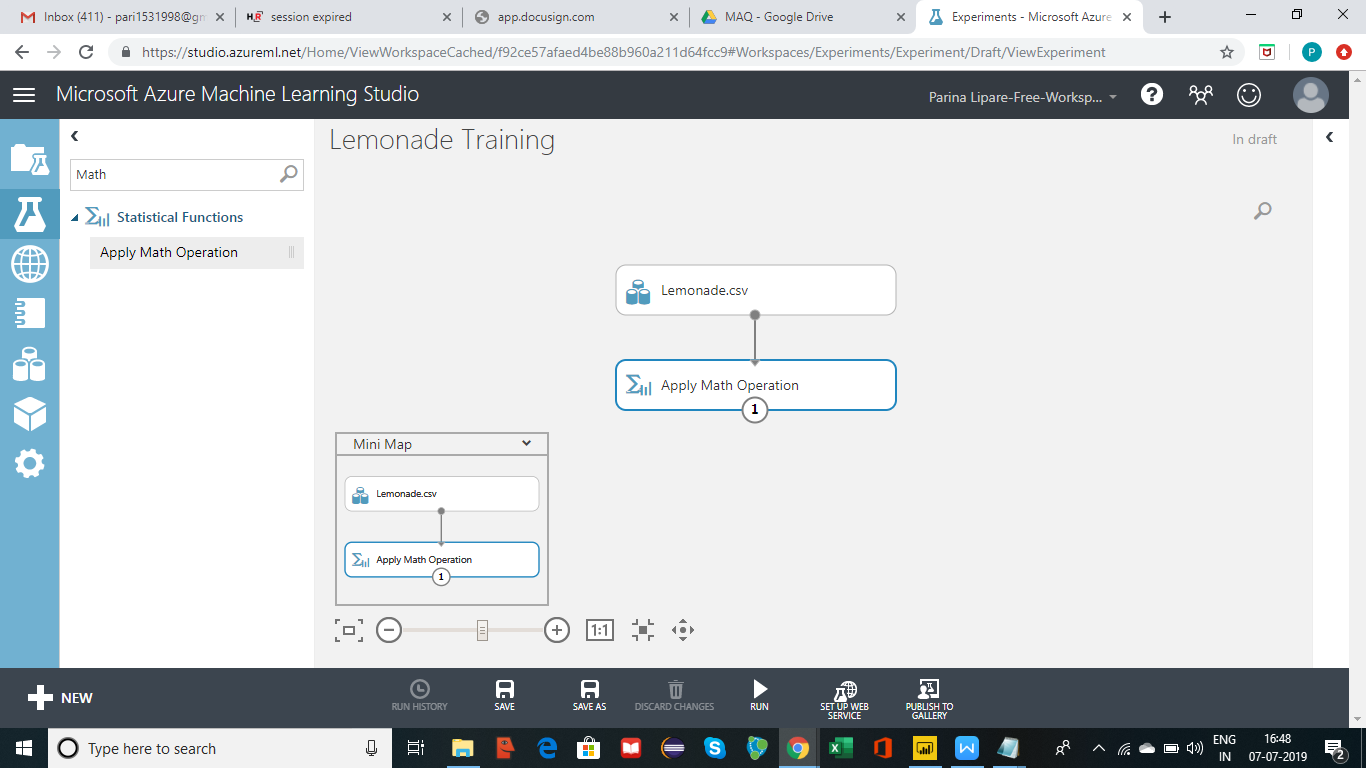 Inbox (411) - pari1531998@gm
session expired
app.docusign.com
MAQ - Google Drive
Experiments - Microsoft Azure
https://studio.azureml.net/Home/ViewWorkspaceCached/f92ce57afaed4be88b960a211d64fcc9#Workspaces/Experiments/Experiment/Draft/ViewExperiment
P
Microsoft Azure Machine Learning Studio
Parina Lipare-Free-Worksp...
Math
Statistical Functions
Apply Math Operation
Lemonade Training
In draft
Lemonade.csv
Apply Math Operation
1
Mini Map
Lemonade.csv
Apply Math Operation
1
1:1
NEW
RUN HISTORY
SAVE
SAVE AS
DISCARD CHANGES
RUN
SET UP WEB
SERVICE
PUBLISH TO
GALLERY
Type here to search
ENG
IN
16:48
07-07-2019
2